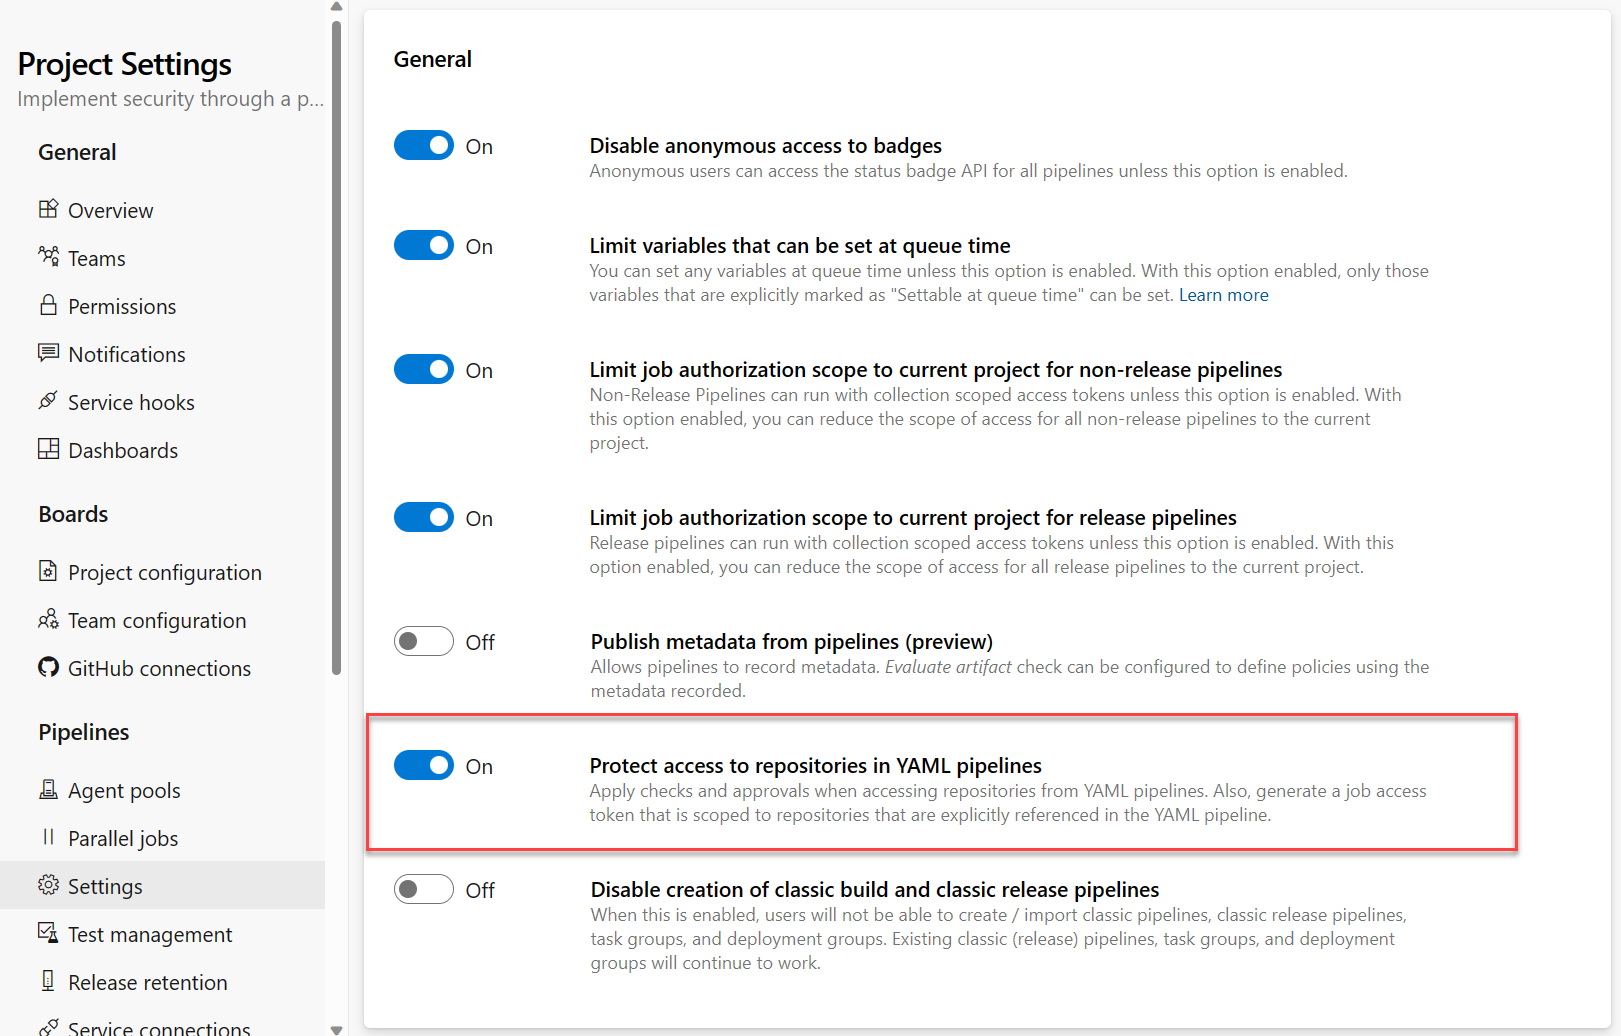 Project Settings
Implement security through a p...
General
Overview
Teams
Permissions
Notifications
Service hooks
Dashboards
Boards
Project configuration
Team configuration
GitHub connections
Pipelines
Agent pools
Parallel jobs
Settings
Test management
Release retention
Service connections
General
On
Disable anonymous access to badges
Anonymous users can access the status badge API for all pipelines unless this option is enabled.
On
Limit variables that can be set at queue time
You can set any variables at queue time unless this option is enabled. With this option enabled, only those
variables that are explicitly marked as "Settable at queue time" can be set. Learn more
On
Limit job authorization scope to current project for non-release pipelines
Non-Release Pipelines can run with collection scoped access tokens unless this option is enabled. With
this option enabled, you can reduce the scope of access for all non-release pipelines to the current
project.
On
Limit job authorization scope to current project for release pipelines
Release pipelines can run with collection scoped access tokens unless this option is enabled. With this
option enabled, you can reduce the scope of access for all release pipelines to the current project.
Off
Publish metadata from pipelines (preview)
Allows pipelines to record metadata. Evaluate artifact check can be configured to define policies using the
metadata recorded.
On
Protect access to repositories in YAML pipelines
Apply checks and approvals when accessing repositories from YAML pipelines. Also, generate a job access
token that is scoped to repositories that are explicitly referenced in the YAML pipeline.
Off
Disable creation of classic build and classic release pipelines
When this is enabled, users will not be able to create / import classic pipelines, classic release pipelines,
task groups, and deployment groups. Existing classic (release) pipelines, task groups, and deployment
groups will continue to work.